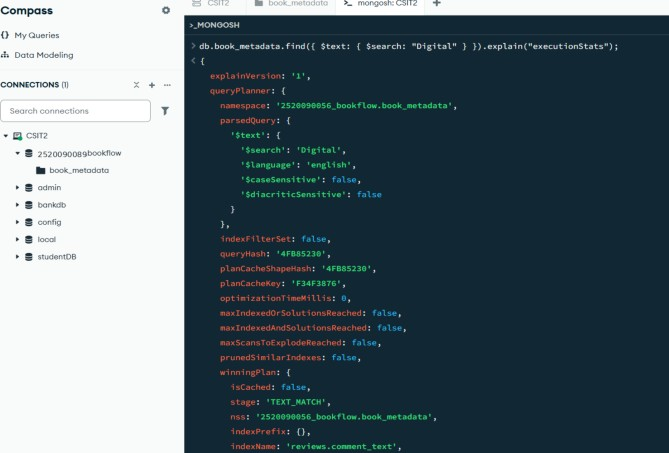 Compass
My Queries
Data Modeling
CONNECTIONS (1)
Search connections
CSIT2
2520090089bookflow
book_metadata
admin
bankdb
config
local
studentDB
CSIT2
book_metadata
mongosh: CSIT2
>_MONGOSH
> db.book_metadata.find({ $text: { $search: "Digital" } }).explain("executionStats");
< {
explainVersion: '1',
queryPlanner: {
namespace: '2520090056_bookflow.book_metadata',
parsedQuery: {
'$text': {
'$search': 'Digital',
'$language': 'english',
'$caseSensitive': false,
'$diacriticSensitive': false
}
},
indexFilterSet: false,
queryHash: '4FB85230',
planCacheShapeHash: '4FB85230',
planCacheKey: 'F34F3876',
optimizationTimeMillis: 0,
maxIndexedOrSolutionsReached: false,
maxIndexedAndSolutionsReached: false,
maxScansToExplodeReached: false,
prunedSimilarIndexes: false,
winningPlan: {
isCached: false,
stage: 'TEXT_MATCH',
nss: '2520090056_bookflow.book_metadata',
indexPrefix: {},
indexName: 'reviews.comment_text',